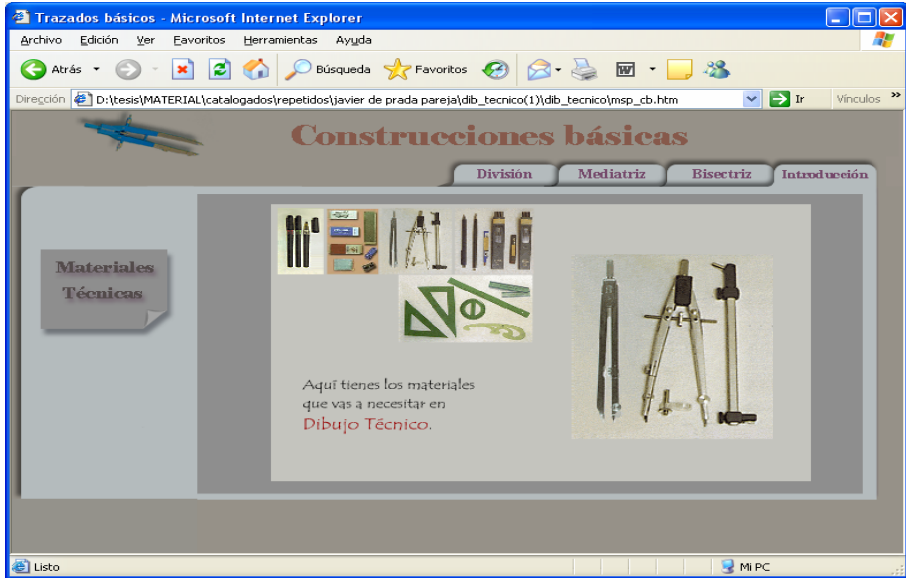 Trazados básicos - Microsoft Internet Explorer
Archivo Edición Ver Favoritos Herramientas Ayuda
Atrás Búsqueda Favoritos
Dirección D:\tesis\MATERIAL\catalogados\repetidos\javier de prada pareja\dib_tecnico(1)\dib_tecnico\msp_cb.htm Ir Vínculos »
Construcciones básicas
División Mediatriz Bisectriz Introducción
Materiales
Técnicas
Aquí tienes los materiales
que vas a necesitar en
Dibujo Técnico.
Listo Mi PC